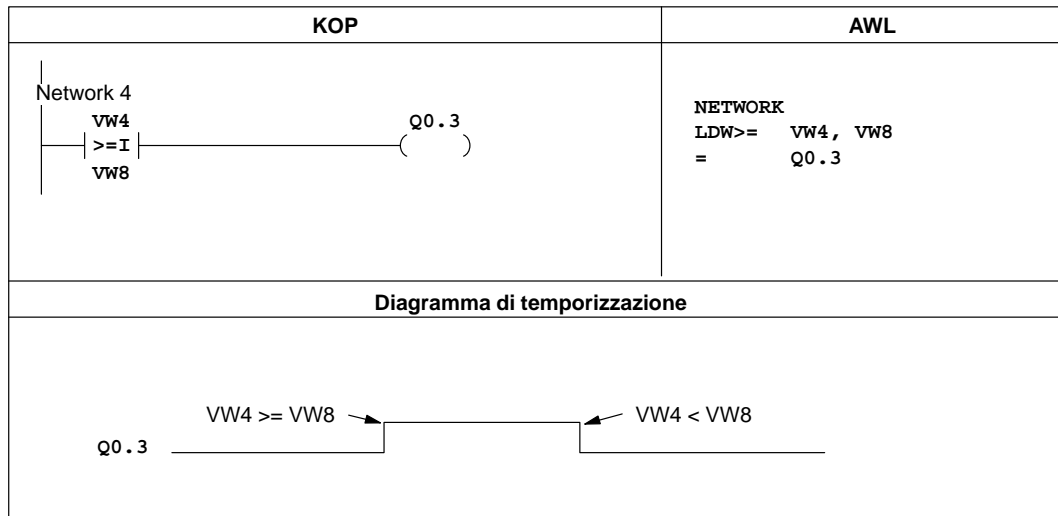 KOP
AWL
Network 4
VW4
Q0.3
>=I
VW8
NETWORK
LDW>= VW4, VW8
= Q0.3
Diagramma di temporizzazione
VW4 >= VW8
VW4 < VW8
Q0.3